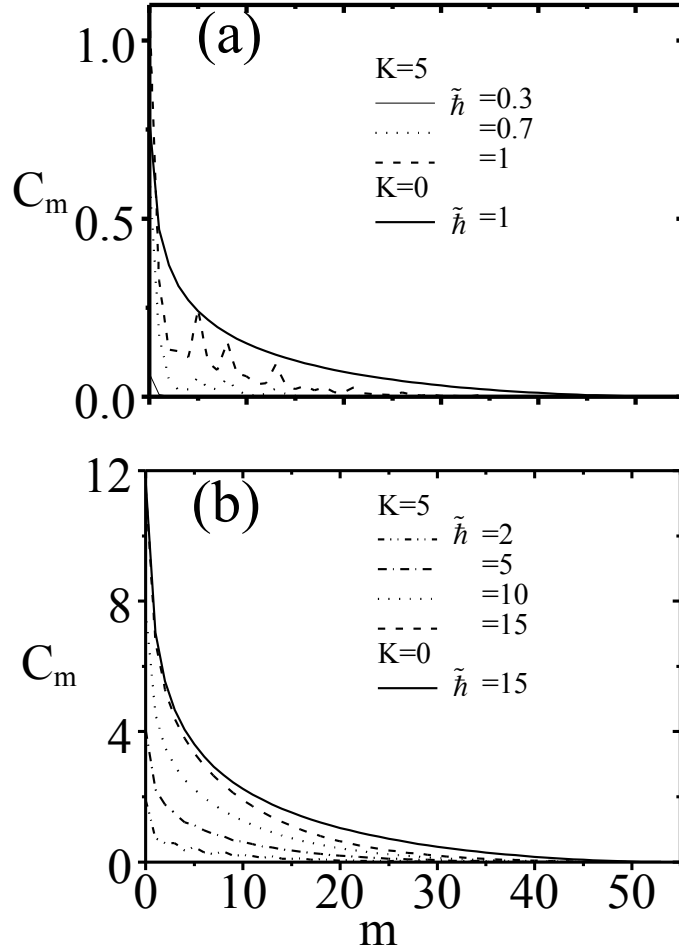 (a)
1.0
0.5
0.0
C_m
K=5
ℏ̃ =0.3
=0.7
=1
K=0
ℏ̃ =1
(b)
12
8
4
0
C_m
K=5
ℏ̃ =2
=5
=10
=15
K=0
ℏ̃ =15
0 10 20 30 40 50
m